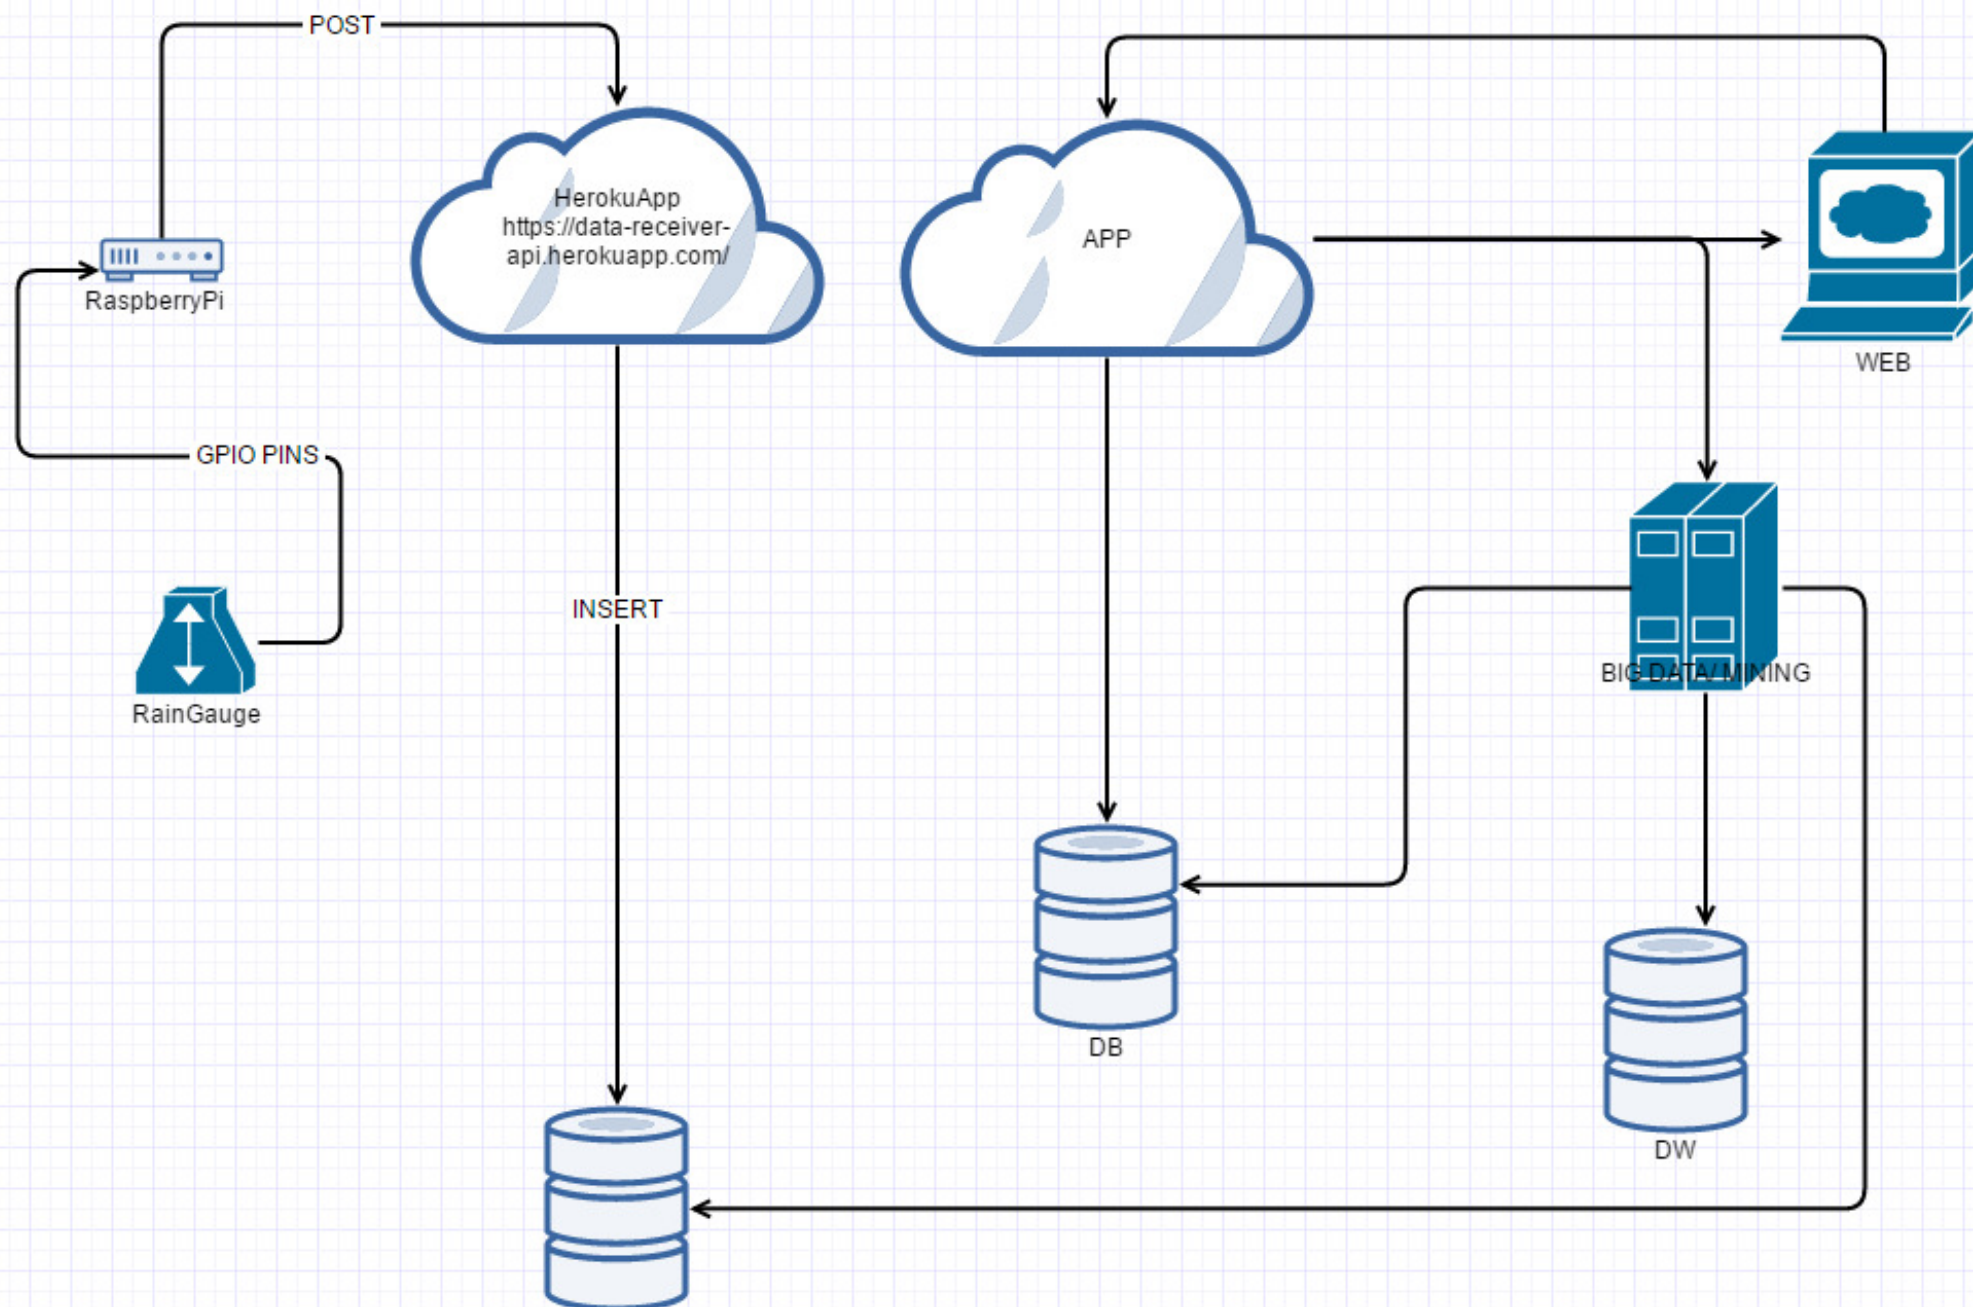 POST
HerokuApp
https://data-receiver-
api.herokuapp.com/
APP
RaspberryPi
WEB
GPIO PINS
INSERT
BIG DATA/ MINING
RainGauge
DB
DW